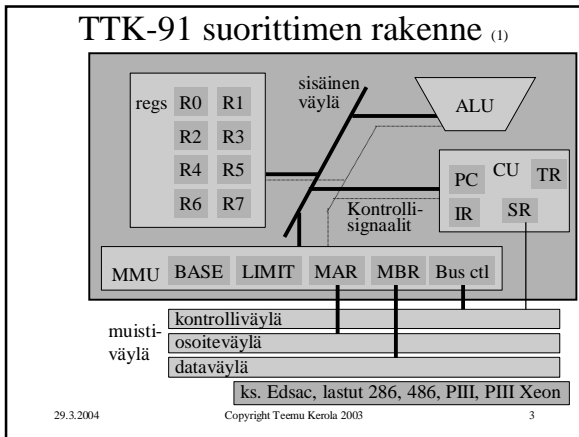 TTK-91 suorittimen rakenne (1)
sisäinen
väylä
regs R0 R1
R2 R3
R4 R5
R6 R7
ALU
PC CU TR
IR SR
Kontrolli-
signaalit
MMU BASE LIMIT MAR MBR Bus ctl
muisti-
väylä
kontrolliväylä
osoiteväylä
dataväylä
ks. Edsac, lastut 286, 486, PIII, PIII Xeon
29.3.2004 Copyright Teemu Kerola 2003 3